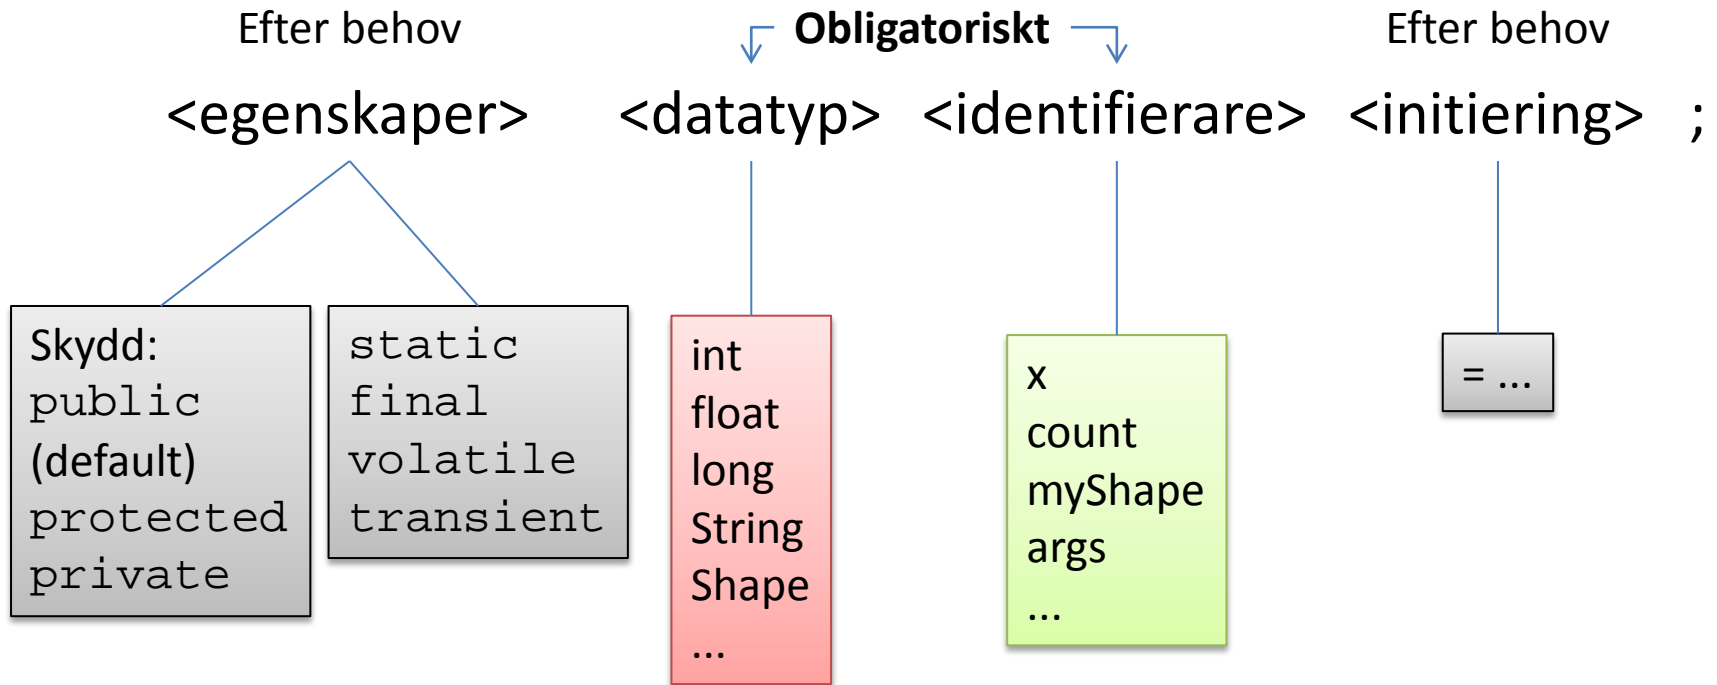 Efter behov
Obligatoriskt
Efter behov
<egenskaper> <datatyp> <identifierare> <initiering> ;
Skydd:
public
(default)
protected
private
static
final
volatile
transient
int
float
long
String
Shape
...
x
count
myShape
args
...
= ...